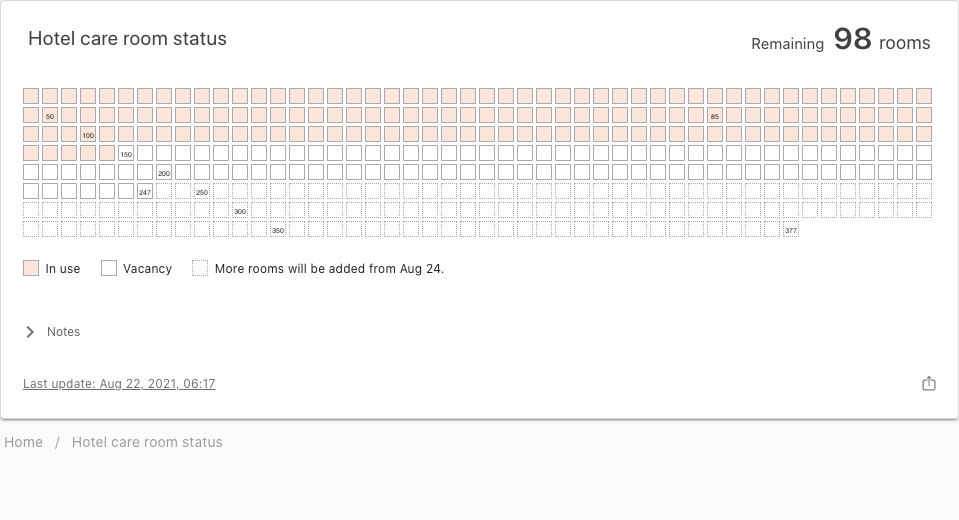 Hotel care room status
Remaining 98 rooms
50 85
100
150
200
247 250
300
350 377
In use Vacancy More rooms will be added from Aug 24.
Notes
Last update: Aug 22, 2021, 06:17
Home / Hotel care room status